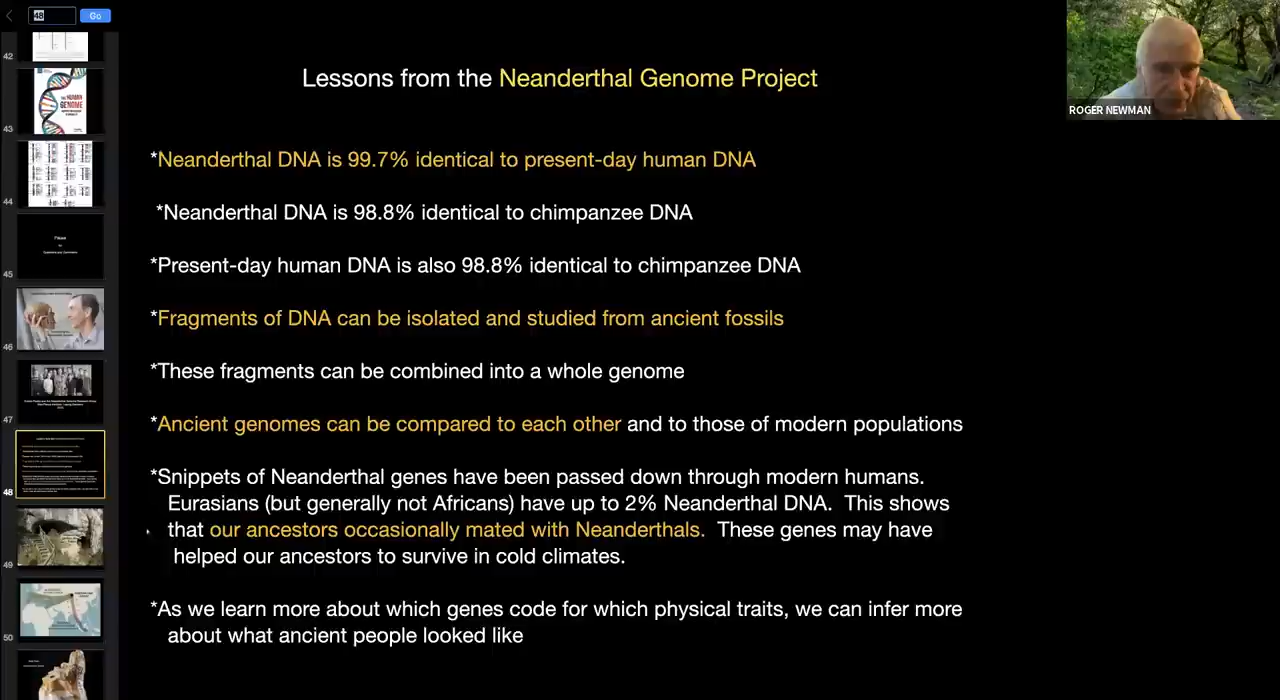 48
Go
42
43
44
45
46
47
48
49
50
Lessons from the Neanderthal Genome Project
*Neanderthal DNA is 99.7% identical to present-day human DNA
*Neanderthal DNA is 98.8% identical to chimpanzee DNA
*Present-day human DNA is also 98.8% identical to chimpanzee DNA
*Fragments of DNA can be isolated and studied from ancient fossils
*These fragments can be combined into a whole genome
*Ancient genomes can be compared to each other and to those of modern populations
*Snippets of Neanderthal genes have been passed down through modern humans.
Eurasians (but generally not Africans) have up to 2% Neanderthal DNA. This shows
that our ancestors occasionally mated with Neanderthals. These genes may have
helped our ancestors to survive in cold climates.
*As we learn more about which genes code for which physical traits, we can infer more
about what ancient people looked like
ROGER NEWMAN